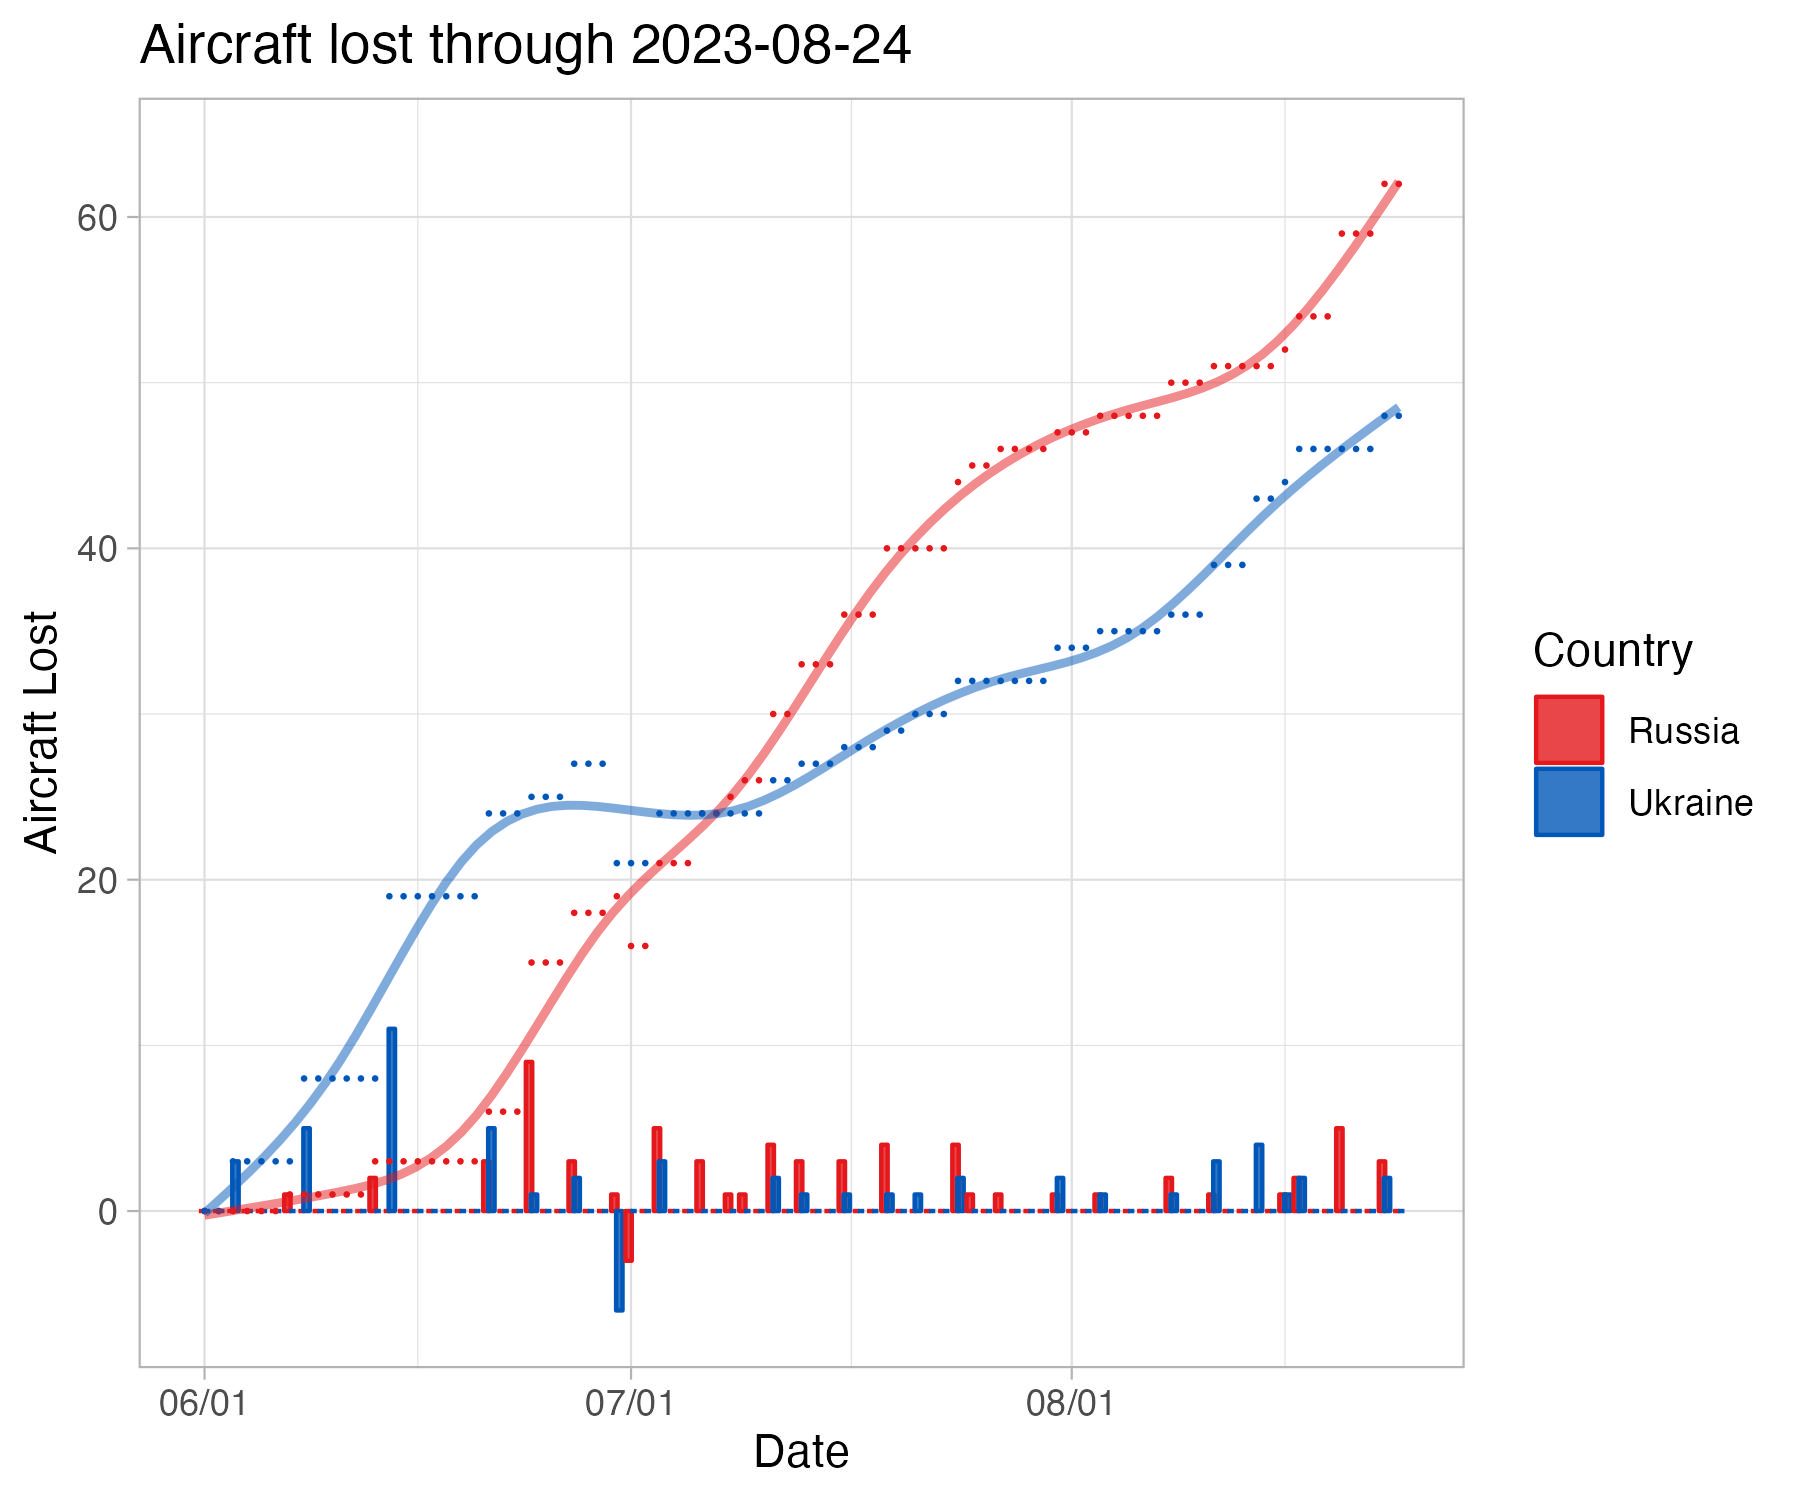 Aircraft lost through 2023-08-24
Aircraft Lost
60
40
20
0
06/01
07/01
08/01
Date
Country
Russia
Ukraine